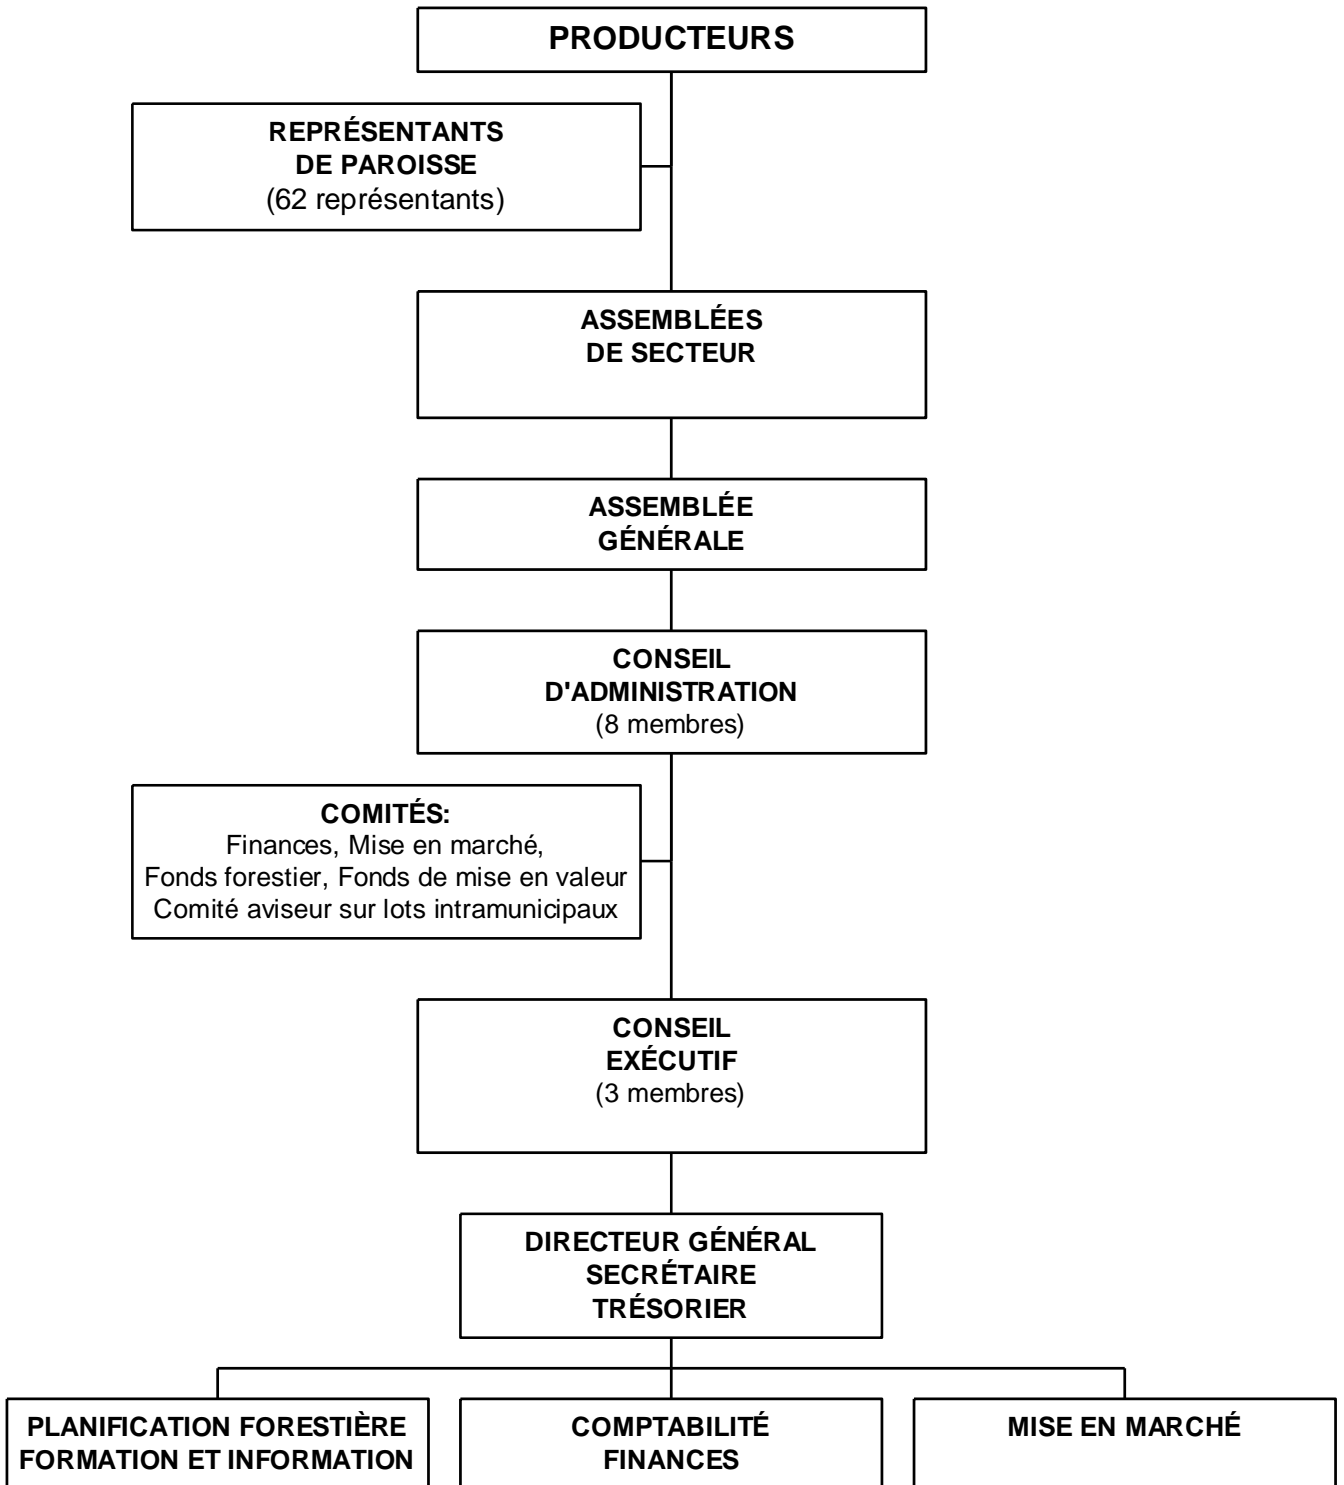 PRODUCTEURS
REPRÉSENTANTS
DE PAROISSE
(62 représentants)
ASSEMBLÉES
DE SECTEUR
ASSEMBLÉE
GÉNÉRALE
CONSEIL
D'ADMINISTRATION
(8 membres)
COMITÉS:
Finances, Mise en marché,
Fonds forestier, Fonds de mise en valeur
Comité aviseur sur lots intramunicipaux
CONSEIL
EXÉCUTIF
(3 membres)
DIRECTEUR GÉNÉRAL
SECRÉTAIRE
TRÉSORIER
PLANIFICATION FORESTIÈRE
FORMATION ET INFORMATION
COMPTABILITÉ
FINANCES
MISE EN MARCHÉ